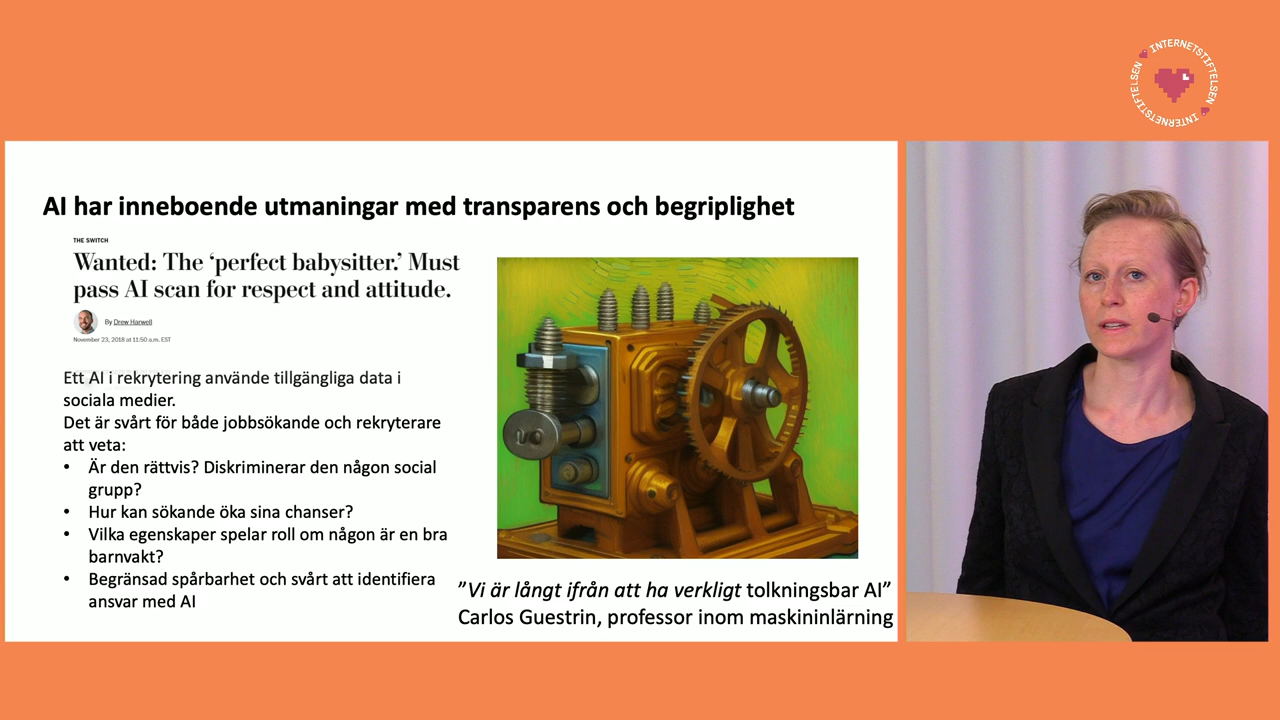 INTERNETSTIFTELSEN
INTERNETSTIFTELSEN
AI har inneboende utmaningar med transparens och begriplighet
THE SWITCH
Wanted: The ‘perfect babysitter.’ Must
pass AI scan for respect and attitude.
By Drew Harwell
November 23, 2018 at 11:50 a.m. EST
Ett AI i rekrytering använde tillgängliga data i
sociala medier.
Det är svårt för både jobbsökande och rekryterare
att veta:
• Är den rättvis? Diskriminerar den någon social
grupp?
• Hur kan sökande öka sina chanser?
• Vilka egenskaper spelar roll om någon är en bra
barnvakt?
• Begränsad spårbarhet och svårt att identifiera
ansvar med AI
”Vi är långt ifrån att ha verkligt tolkningsbar AI”
Carlos Guestrin, professor inom maskininlärning